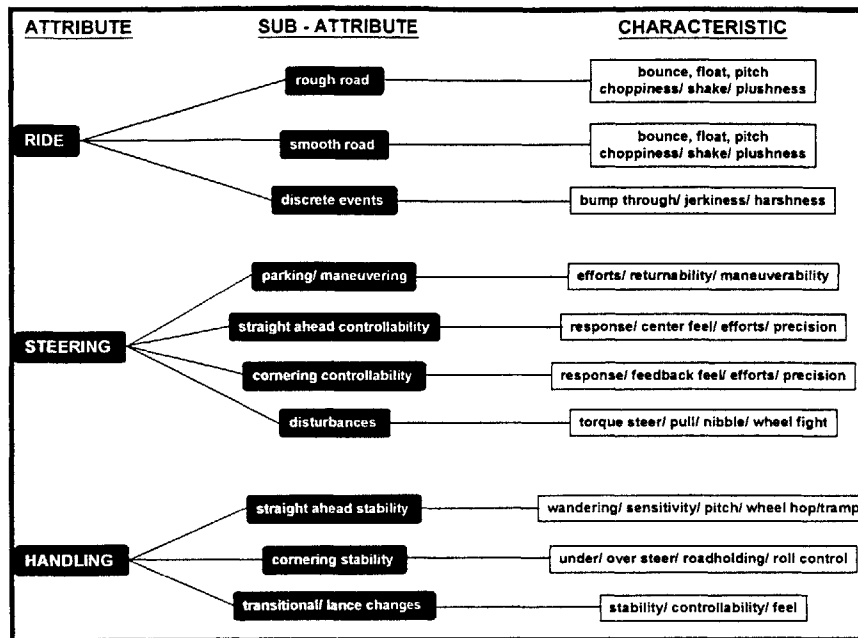 ATTRIBUTE SUB - ATTRIBUTE CHARACTERISTIC
RIDE
rough road
bounce, float, pitch
choppiness/ shake/ plushness
smooth road
bounce, float, pitch
choppiness/ shake/ plushness
discrete events
bump through/ jerkiness/ harshness
STEERING
parking/ maneuvering
efforts/ returnability/ maneuverability
straight ahead controllability
response/ center feel/ efforts/ precision
cornering controllability
response/ feedback feel/ efforts/ precision
disturbances
torque steer/ pull/ nibble/ wheel fight
HANDLING
straight ahead stability
wandering/ sensitivity/ pitch/ wheel hop/tramp
cornering stability
under/ over steer/ roadholding/ roll control
transitional/ lance changes
stability/ controllability/ feel